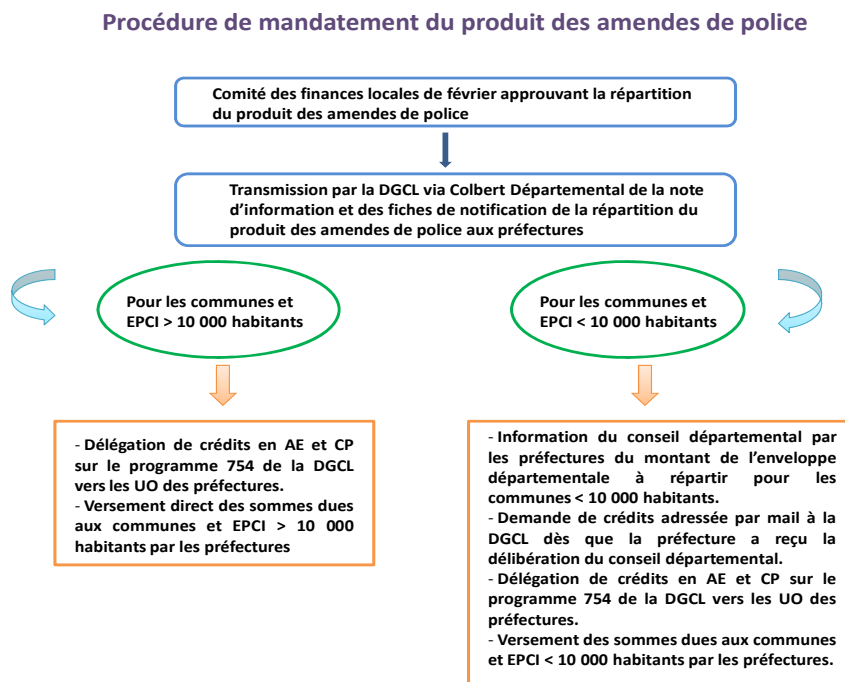 Procédure de mandatement du produit des amendes de police
Comité des finances locales de février approuvant la répartition
du produit des amendes de police
Transmission par la DGCL via Colbert Départemental de la note
d’information et des fiches de notification de la répartition du
produit des amendes de police aux préfectures
Pour les communes et
EPCI > 10 000 habitants
Pour les communes et
EPCI < 10 000 habitants
- Délégation de crédits en AE et CP
sur le programme 754 de la DGCL
vers les UO des préfectures.
- Versement direct des sommes dues
aux communes et EPCI > 10 000
habitants par les préfectures
- Information du conseil départemental par
les préfectures du montant de l’enveloppe
départementale à répartir pour les
communes < 10 000 habitants.
- Demande de crédits adressée par mail à la
DGCL dès que la préfecture a reçu la
délibération du conseil départemental.
- Délégation de crédits en AE et CP sur le
programme 754 de la DGCL vers les UO des
préfectures.
- Versement des sommes dues aux communes
et EPCI < 10 000 habitants par les préfectures.